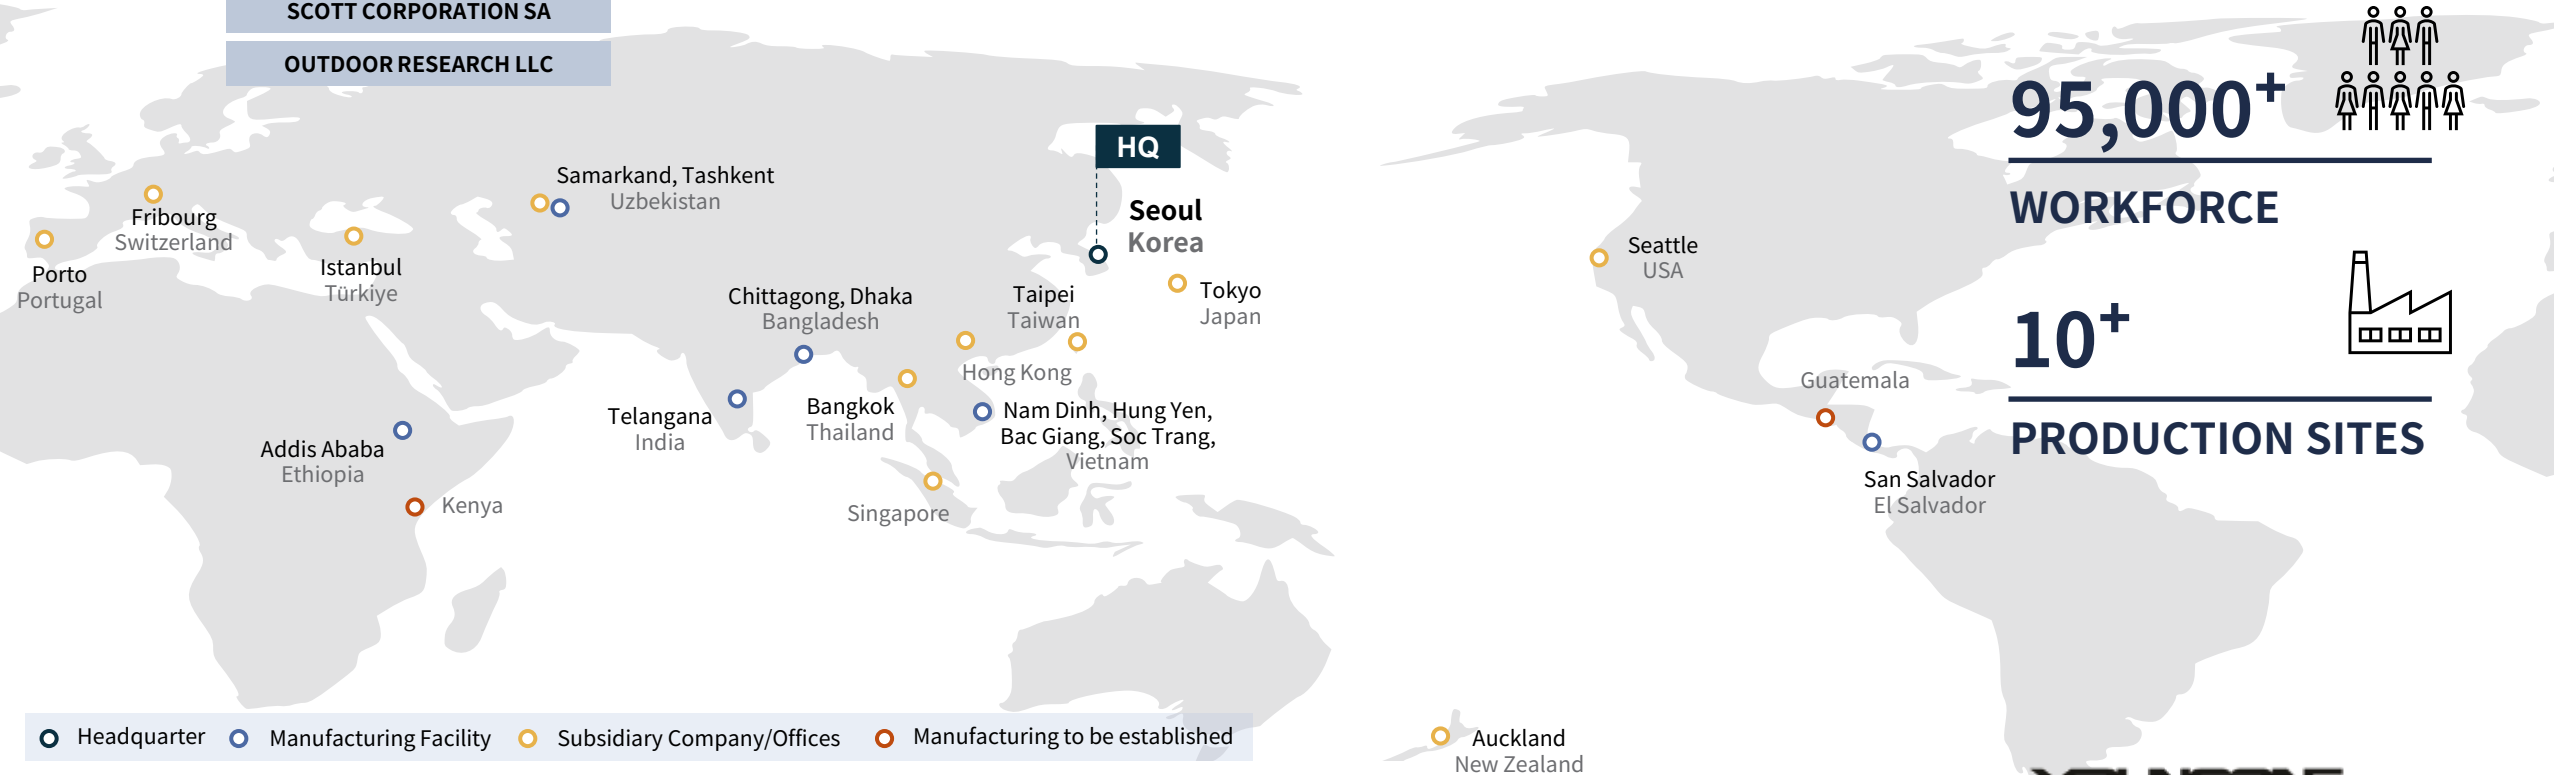 SCOTT CORPORATION SA
OUTDOOR RESEARCH LLC
95,000+
WORKFORCE
10+
PRODUCTION SITES
HQ
Seoul
Korea
Samarkand, Tashkent
Uzbekistan
Fribourg
Switzerland
Porto
Portugal
Istanbul
Türkiye
Chittagong, Dhaka
Bangladesh
Taipei
Taiwan
Tokyo
Japan
Seattle
USA
Hong Kong
Guatemala
Telangana
India
Bangkok
Thailand
Nam Dinh, Hung Yen,
Bac Giang, Soc Trang,
Vietnam
Addis Ababa
Ethiopia
Kenya
Singapore
San Salvador
El Salvador
Auckland
New Zealand
Headquarter
Manufacturing Facility
Subsidiary Company/Offices
Manufacturing to be established